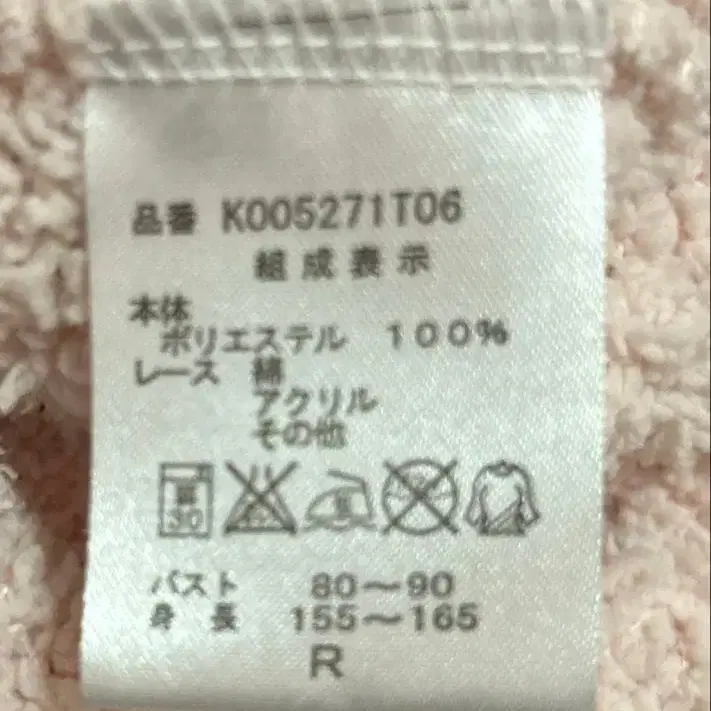 品番 K005271T06
組成表示
本体
ポリエステル 100%
レース 綿
アクリル
その他
バスト 80〜90
身長 155〜165
R